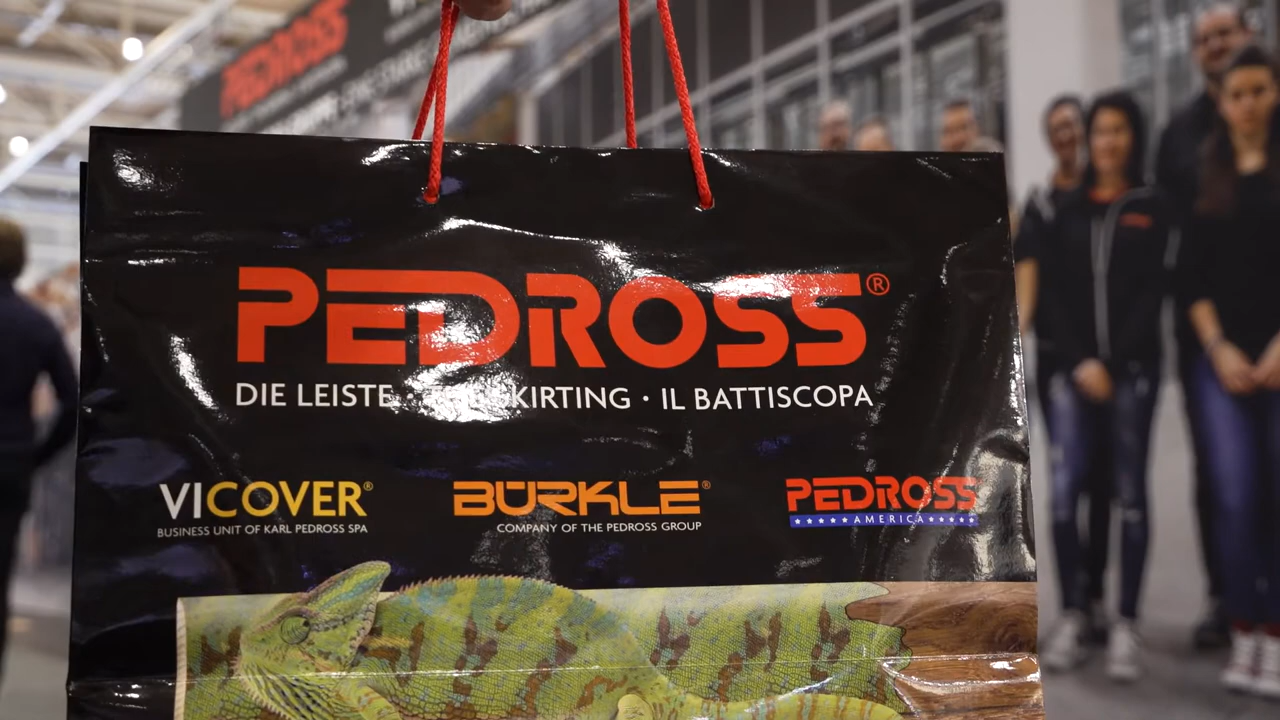 PEDROSS
PEDROSS®
DIE LEISTE · SKIRTING · IL BATTISCOPA
VICOVER®
BUSINESS UNIT OF KARL PEDROSS SPA
BÜRKLE®
COMPANY OF THE PEDROSS GROUP
PEDROSS
AMERICA